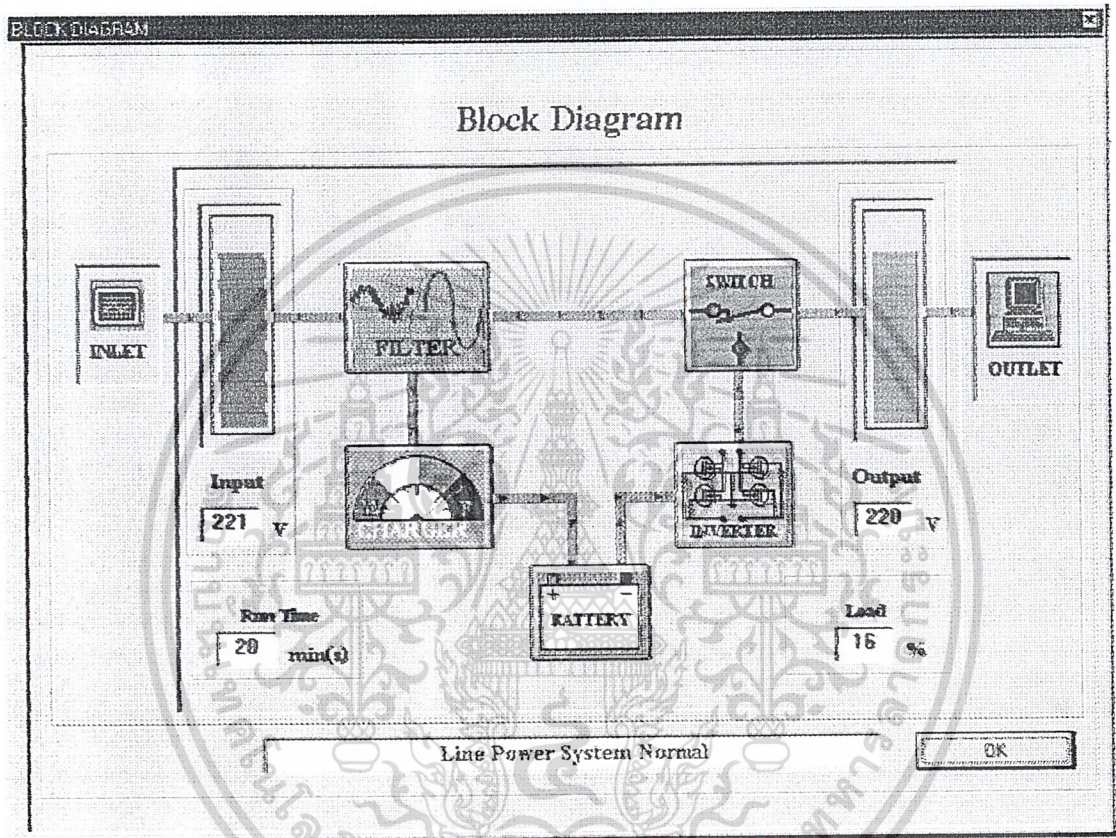 BLOCK DIAGRAM
Block Diagram
INLET
FILTER
SWITCH
OUTLET
Input
221 V
Output
220 V
INVERTER
BATTERY
Run Time
20 min(s)
Load
16 %
Line Power System Normal
OK